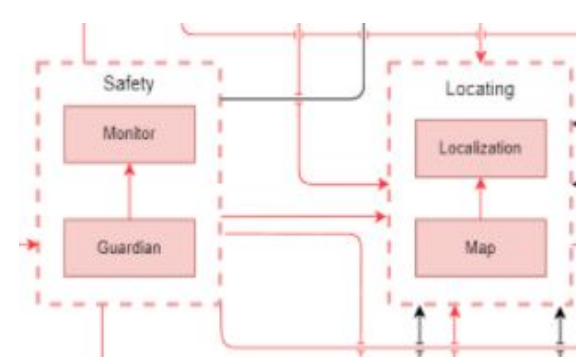 Safety
Monitor
Guardian
Locating
Localization
Map